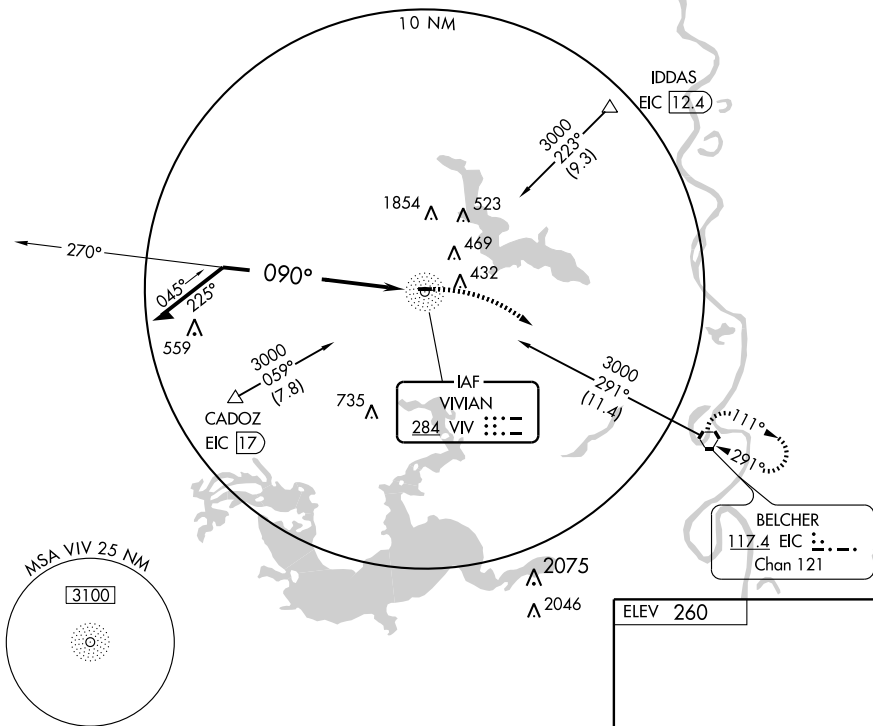 10 NM
IDDAS
EIC 12.4
3000
223°
(9.3)
1854
523
469
432
270°
090°
045°
225°
559
3000
059°
(7.8)
CADOZ
EIC 17
735
IAF
VIVIAN
284 VIV
3000
291°
(11.4)
111°
291°
BELCHER
117.4 EIC
Chan 121
MSA VIV 25 NM
3100
2075
2046
ELEV 260